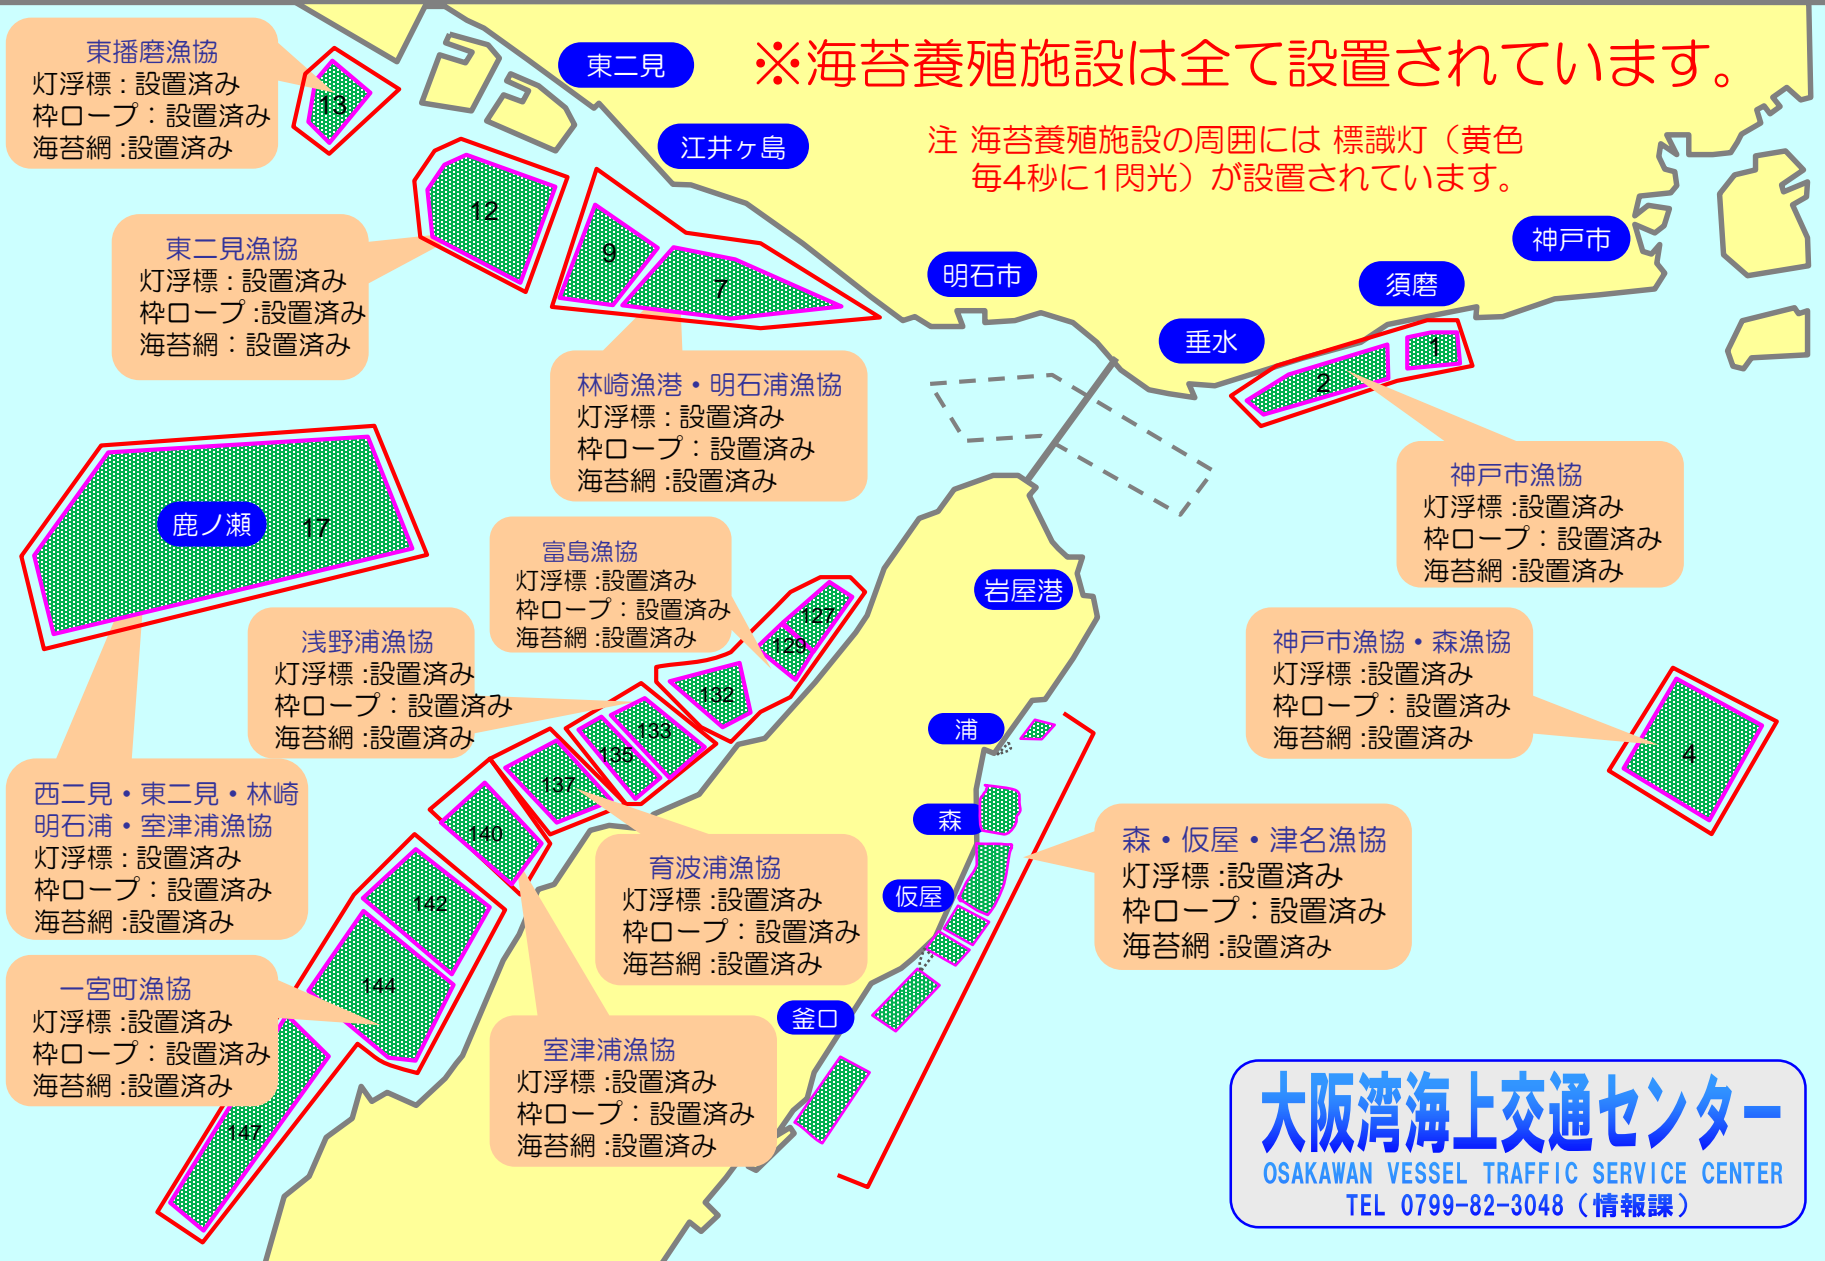 ※海苔養殖施設は全て設置されています。
注 海苔養殖施設の周囲には 標識灯（黄色
毎4秒に1閃光）が設置されています。
東播磨漁協
灯浮標：設置済み
枠ロープ：設置済み
海苔網:設置済み
13
東二見
江井ヶ島
12
9
7
東二見漁協
灯浮標：設置済み
枠ロープ:設置済み
海苔網：設置済み
明石市
神戸市
須磨
垂水
1
2
林崎漁港・明石浦漁協
灯浮標：設置済み
枠ロープ：設置済み
海苔網:設置済み
神戸市漁協
灯浮標:設置済み
枠ロープ：設置済み
海苔網:設置済み
鹿ノ瀬
17
富島漁協
灯浮標:設置済み
枠ロープ：設置済み
海苔網:設置済み
127
129
132
岩屋港
浅野浦漁協
灯浮標:設置済み
枠ロープ：設置済み
海苔網:設置済み
133
135
137
神戸市漁協・森漁協
灯浮標:設置済み
枠ロープ：設置済み
海苔網:設置済み
4
浦
森
仮屋
釜口
西二見・東二見・林崎
明石浦・室津浦漁協
灯浮標：設置済み
枠ロープ：設置済み
海苔網:設置済み
140
142
144
147
育波浦漁協
灯浮標:設置済み
枠ロープ：設置済み
海苔網:設置済み
森・仮屋・津名漁協
灯浮標:設置済み
枠ロープ：設置済み
海苔網:設置済み
一宮町漁協
灯浮標:設置済み
枠ロープ：設置済み
海苔網:設置済み
室津浦漁協
灯浮標:設置済み
枠ロープ：設置済み
海苔網:設置済み
大阪湾海上交通センター
OSAKAWAN VESSEL TRAFFIC SERVICE CENTER
TEL 0799-82-3048（情報課）